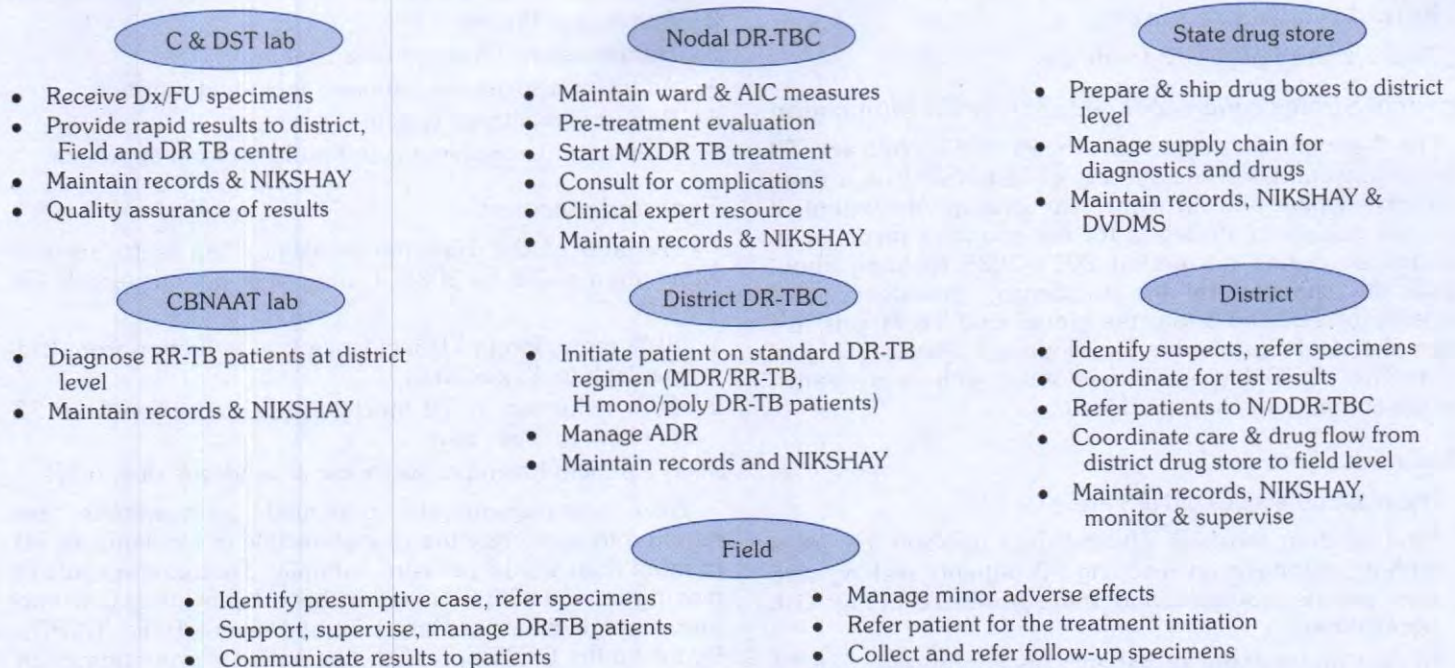 C & DST lab
• Receive Dx/FU specimens
• Provide rapid results to district,
Field and DR TB centre
• Maintain records & NIKSHAY
• Quality assurance of results
Nodal DR-TBC
• Maintain ward & AIC measures
• Pre-treatment evaluation
• Start M/XDR TB treatment
• Consult for complications
• Clinical expert resource
• Maintain records & NIKSHAY
State drug store
• Prepare & ship drug boxes to district
level
• Manage supply chain for
diagnostics and drugs
• Maintain records, NIKSHAY &
DVDMS
CBNAAT lab
• Diagnose RR-TB patients at district
level
• Maintain records & NIKSHAY
District DR-TBC
• Initiate patient on standard DR-TB
regimen (MDR/RR-TB,
H mono/poly DR-TB patients)
• Manage ADR
• Maintain records and NIKSHAY
District
• Identify suspects, refer specimens
• Coordinate for test results
• Refer patients to N/DDR-TBC
• Coordinate care & drug flow from
district drug store to field level
• Maintain records, NIKSHAY,
monitor & supervise
Field
• Identify presumptive case, refer specimens
• Support, supervise, manage DR-TB patients
• Communicate results to patients
• Manage minor adverse effects
• Refer patient for the treatment initiation
• Collect and refer follow-up specimens